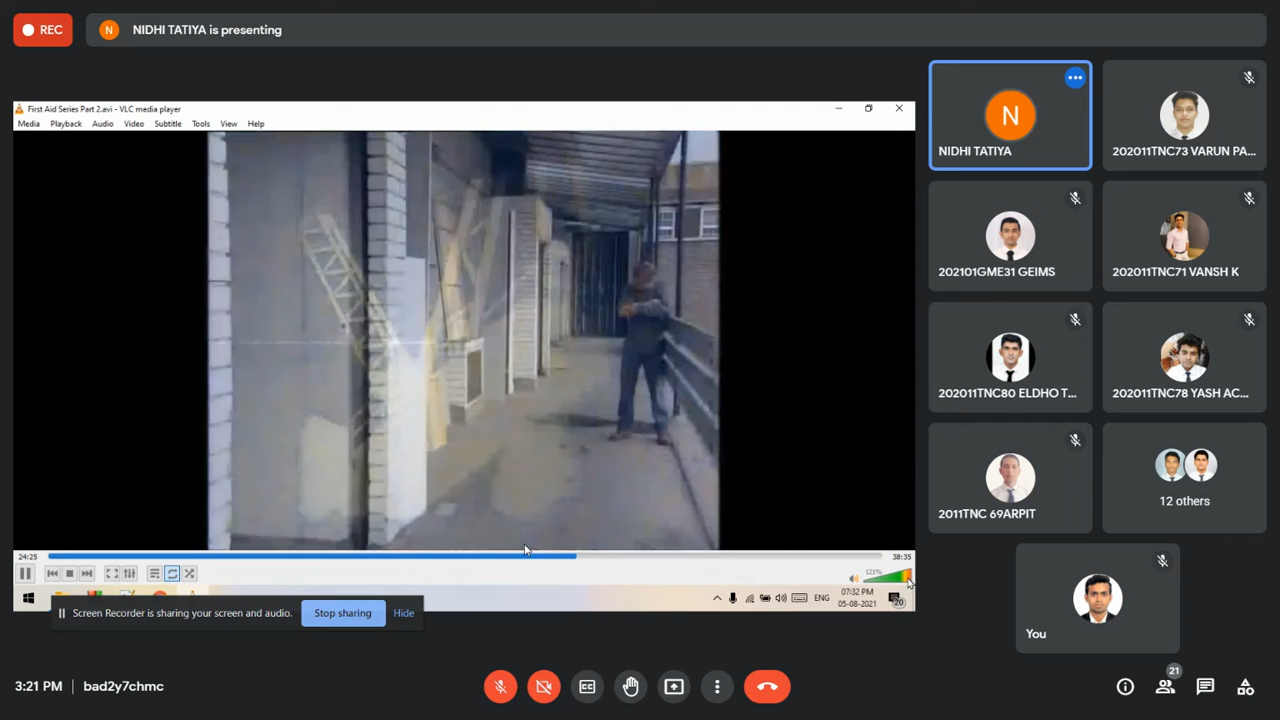 REC
N
NIDHI TATIYA is presenting
First Aid Series Part 2.avi - VLC media player
Media Playback Audio Video Subtitle Tools View Help
24:25
38:35
121%
ENG
07:32 PM
05-08-2021
20
Screen Recorder is sharing your screen and audio.
Stop sharing
Hide
N
NIDHI TATIYA
202011TNC73 VARUN PA...
202101GME31 GEIMS
202011TNC71 VANSH K
202011TNC80 ELDHO T...
202011TNC78 YASH AC...
2011TNC 69ARPIT
12 others
You
3:21 PM
bad2y7chmc
CC
21